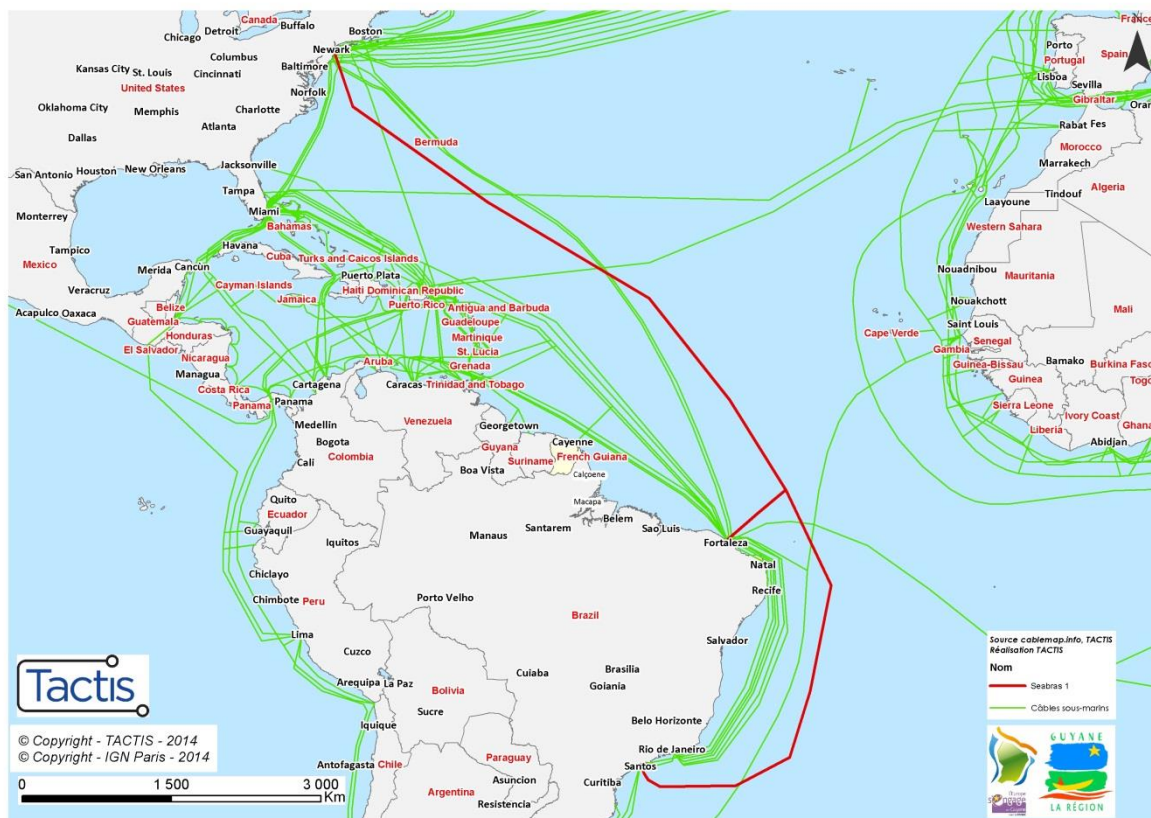 Canada
Boston
Buffalo
Detroit
Chicago
Newark
Columbus
Baltimore
Kansas City
St. Louis
Cincinnati
United States
Norfolk
Oklahoma City
Memphis
Charlotte
Atlanta
Dallas
Bermuda
Jacksonville
San Antonio
Houston
New Orleans
Tampa
Monterrey
Miami
Bahamas
Tampico
Havana
Mexico
Merida
Cancùn
Cuba
Turks and Caicos Islands
Puerto Plata
Veracruz
Cayman Islands
Jamaica
Haiti
Dominican Republic
Acapulco
Oaxaca
Belize
Puerto Rico
Antigua and Barbuda
Guatemala
Guadeloupe
Honduras
Martinique
El Salvador
Nicaragua
St. Lucia
Managua
Aruba
Grenada
Costa Rica
Cartagena
Caracas
Trinidad and Tobago
Panama
Panama
Medellin
Venezuela
Georgetown
Bogota
Guyana
Cayenne
Cali
Colombia
Suriname
French Guiana
Boa Vista
Calçoene
Quito
Macapa
Ecuador
Belem
Guayaquil
Iquitos
Manaus
Santarem
Sao Luis
Fortaleza
Natal
Chiclayo
Recife
Chimbote
Peru
Porto Velho
Brazil
Lima
Salvador
Cuzco
Cuiaba
Brasilia
Arequipa
La Paz
Bolivia
Goiania
Sucre
Iquique
Belo Horizonte
Paraguay
Rio de Janeiro
Antofagasta
Chile
Asuncion
Santos
Curitiba
Argentina
Resistencia
France
Porto
Portugal
Spain
Lisboa
Sevilla
Gibraltar
Oran
Rabat
Fes
Morocco
Marrakech
Algeria
Tindouf
Laayoune
Western Sahara
Nouadnibou
Mauritania
Nouakchott
Mali
Saint Louis
Cape Verde
Senegal
Gambia
Bamako
Guinea-Bissau
Burkina Faso
Guinea
Togo
Sierra Leone
Ivory Coast
Ghana
Liberia
Abidjan
Source cablemap.info, TACTIS
Réalisation TACTIS
Nom
Seabras 1
Câbles sous-marins
Tactis
© Copyright - TACTIS - 2014
© Copyright - IGN Paris - 2014
0 1 500 3 000
Km
GUYANE
LA RÉGION
l'Europe
s'engage